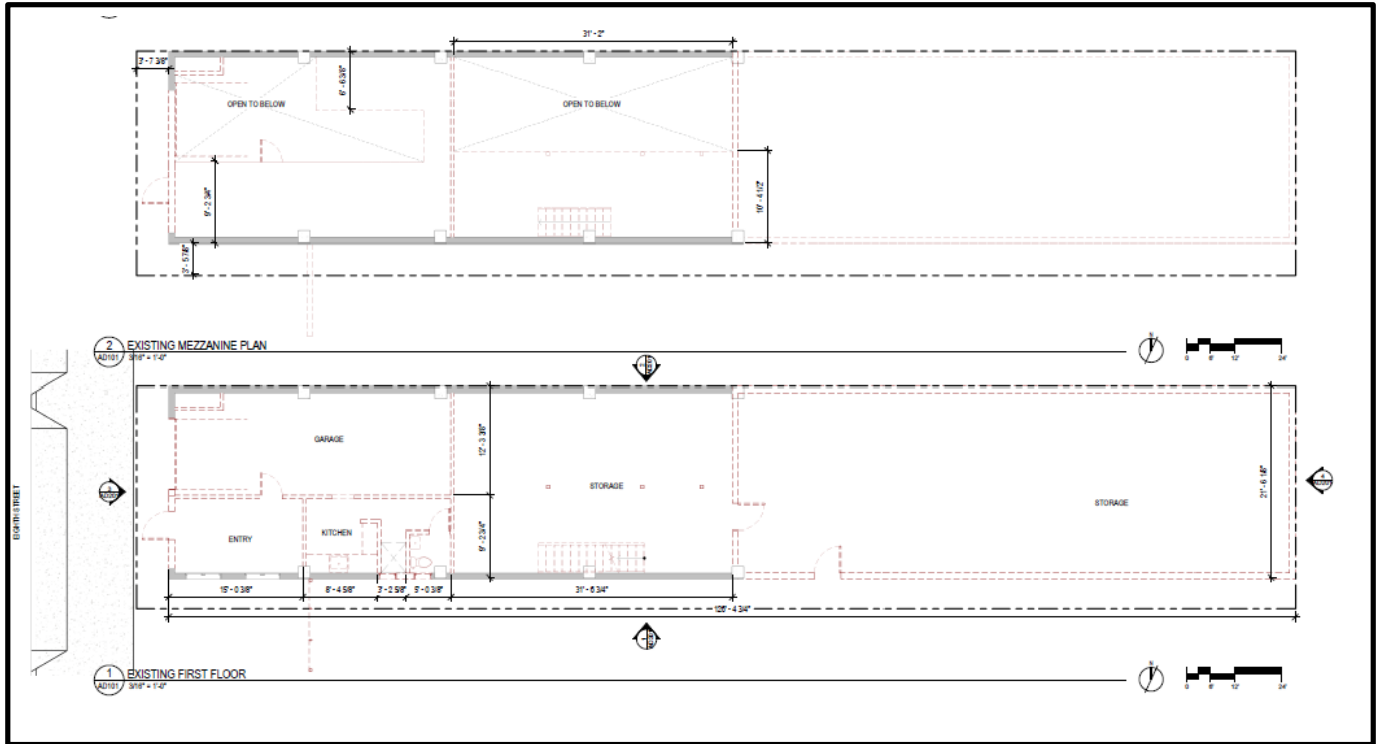 31' - 2"
3' - 7 3/8"
6' - 6 3/8"
OPEN TO BELOW
OPEN TO BELOW
9' - 2 3/4"
10' - 4 1/2"
3' - 5 7/8"
2
EXISTING MEZZANINE PLAN
AD101
3/16" = 1'-0"
N
0 6' 12' 24'
EIGHTH STREET
GARAGE
12' - 3 3/8"
STORAGE
21' - 6 1/8"
STORAGE
ENTRY
KITCHEN
9' - 2 3/4"
15' - 0 3/8"
8' - 4 5/8"
3' - 2 5/8"
5' - 0 3/8"
31' - 6 3/4"
126' - 4 3/4"
1
EXISTING FIRST FLOOR
AD101
3/16" = 1'-0"
N
0 6' 12' 24'